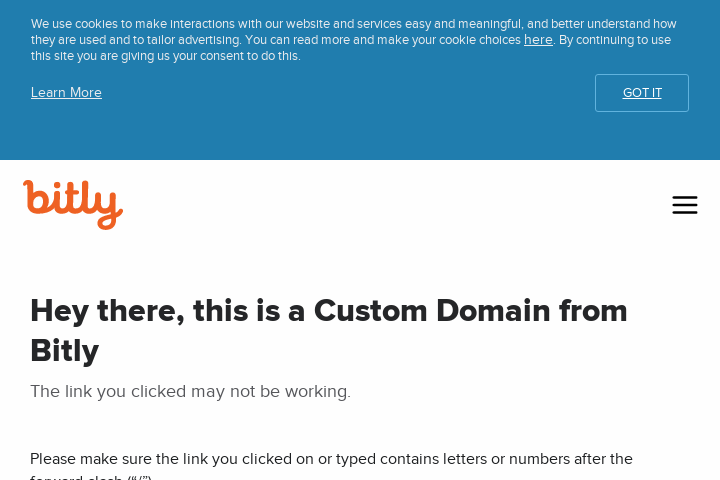 We use cookies to make interactions with our website and services easy and meaningful, and better understand how
they are used and to tailor advertising. You can read more and make your cookie choices here. By continuing to use
this site you are giving us your consent to do this.
Learn More
GOT IT
bitly
Hey there, this is a Custom Domain from
Bitly
The link you clicked may not be working.
Please make sure the link you clicked on or typed contains letters or numbers after the
forward slash (“/”)